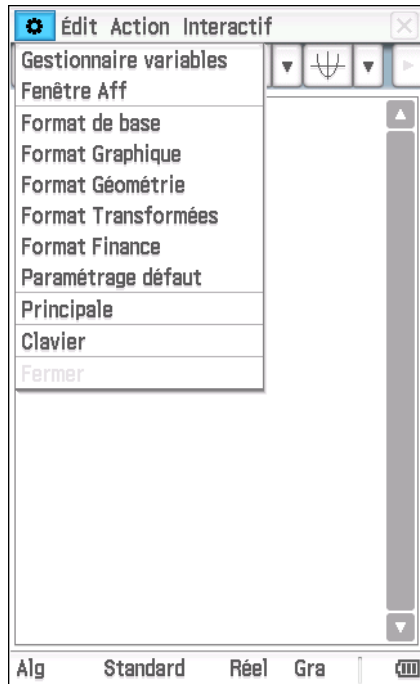 Édit Action Interactif
Gestionnaire variables
Fenêtre Aff
Format de base
Format Graphique
Format Géométrie
Format Transformées
Format Finance
Paramétrage défaut
Principale
Clavier
Fermer
Alg Standard Réel Gra